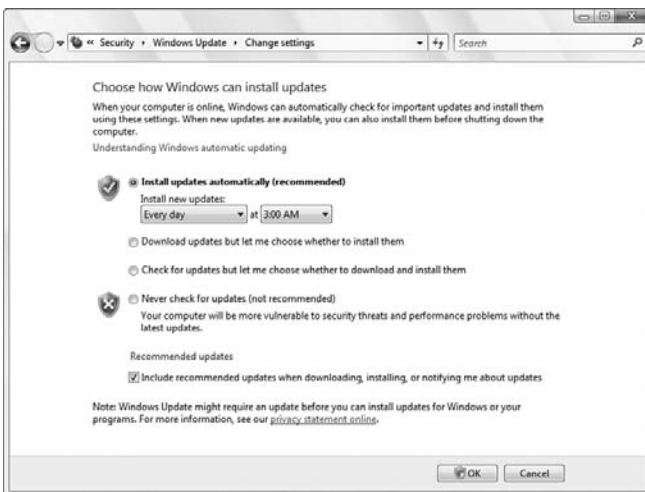 « Security › Windows Update › Change settings
Search
Choose how Windows can install updates
When your computer is online, Windows can automatically check for important updates and install them
using these settings. When new updates are available, you can also install them before shutting down the
computer.
Understanding Windows automatic updating
Install updates automatically (recommended)
Install new updates:
Every day at 3:00 AM
Download updates but let me choose whether to install them
Check for updates but let me choose whether to download and install them
Never check for updates (not recommended)
Your computer will be more vulnerable to security threats and performance problems without the
latest updates.
Recommended updates
Include recommended updates when downloading, installing, or notifying me about updates
Note: Windows Update might require an update before you can install updates for Windows or your
programs. For more information, see our privacy statement online.
OK Cancel